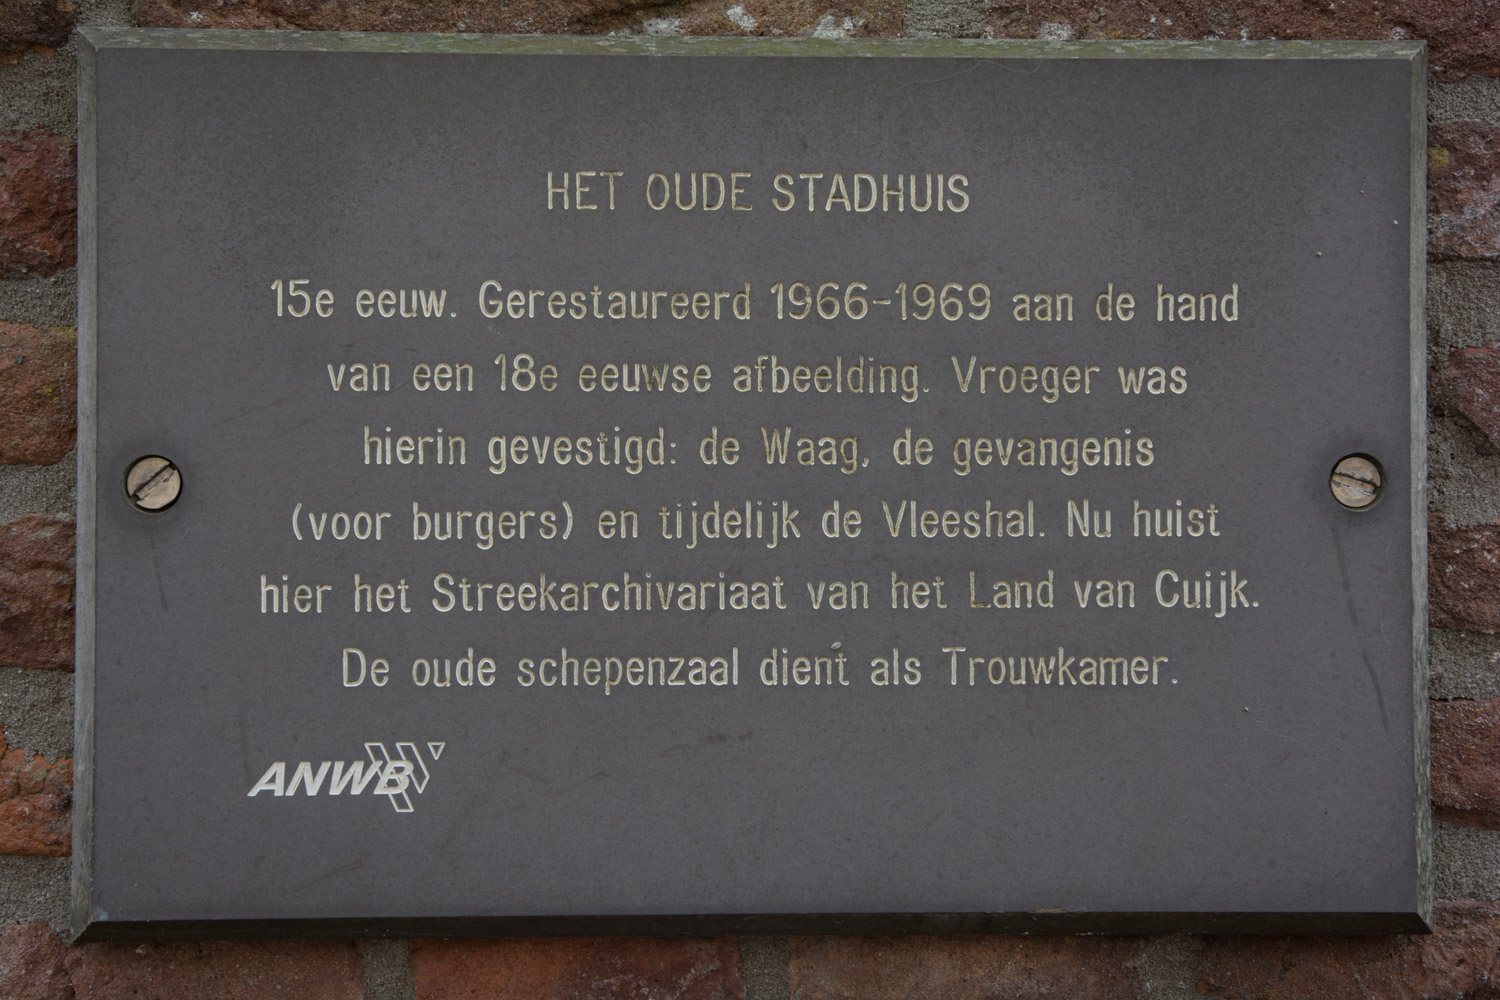 HET OUDE STADHUIS
15e eeuw. Gerestaureerd 1966-1969 aan de hand
van een 18e eeuwse afbeelding. Vroeger was
hierin gevestigd: de Waag, de gevangenis
(voor burgers) en tijdelijk de Vleeshal. Nu huist
hier het Streekarchivariaat van het Land van Cuijk.
De oude schepenzaal dient als Trouwkamer.
ANWB